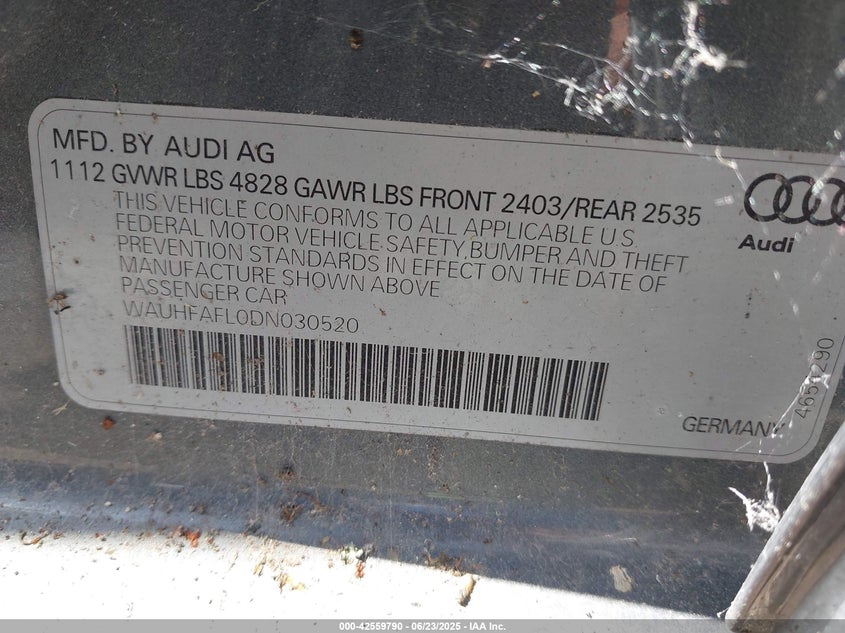 MFD. BY AUDI AG
1112 GVWR LBS 4828 GAWR LBS FRONT 2403/REAR 2535
THIS VEHICLE CONFORMS TO ALL APPLICABLE U.S.
FEDERAL MOTOR VEHICLE SAFETY, BUMPER AND THEFT
PREVENTION STANDARDS IN EFFECT ON THE DATE OF
MANUFACTURE SHOWN ABOVE
PASSENGER CAR
WAUHFAFL0DN030520
Audi
GERMANY
000-42559790 - 06/23/2025 - IAA Inc.